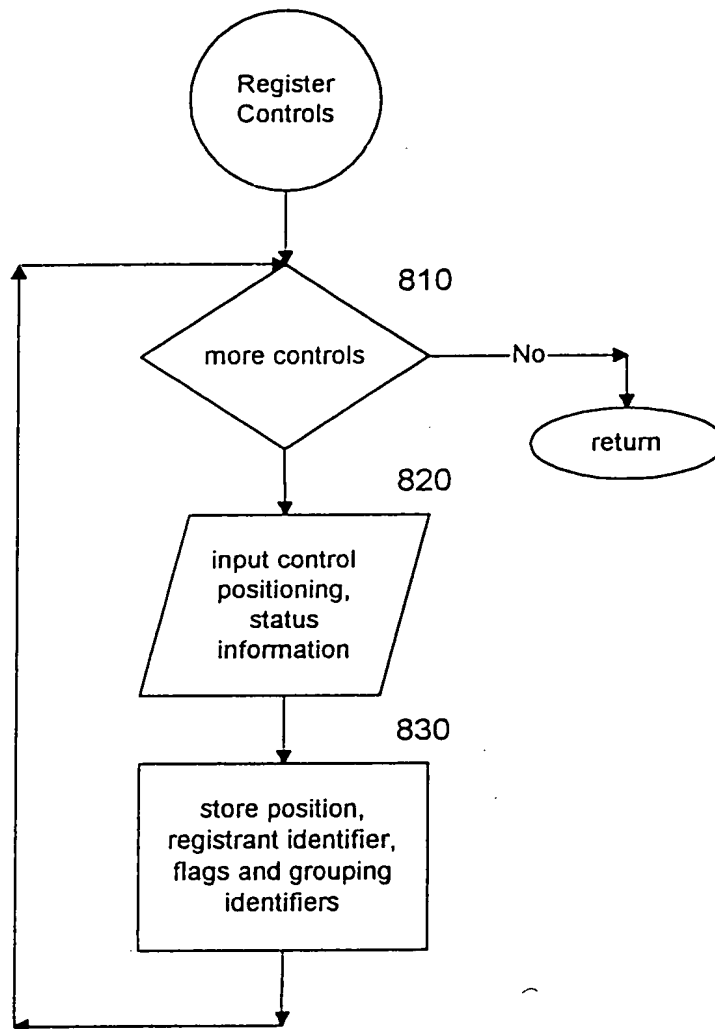 Register
Controls
810
more controls
No
return
820
input control
positioning,
status
information
830
store position,
registrant identifier,
flags and grouping
identifiers